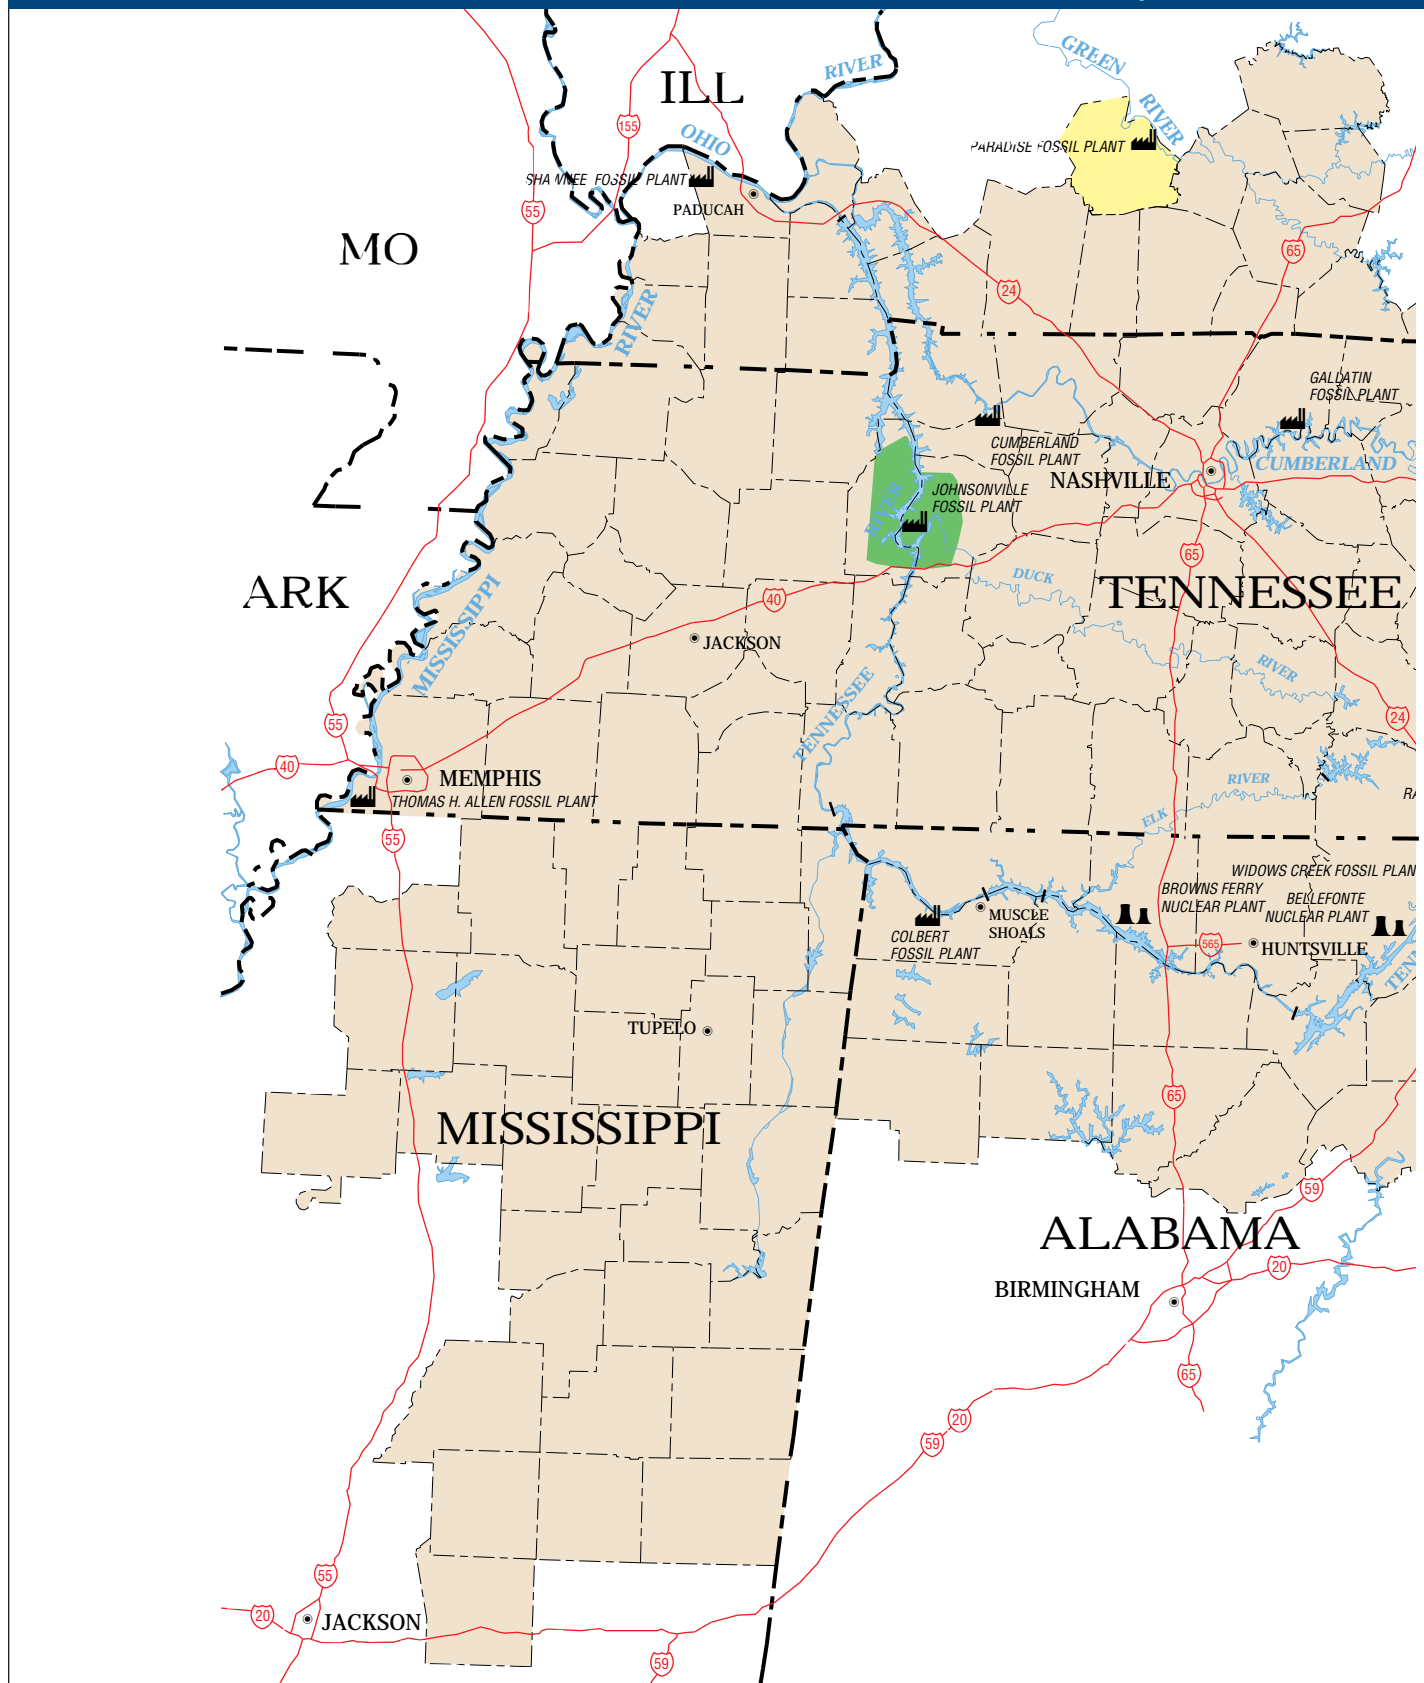 GREEN
RIVER
ILL
RIVER
155
OHIO
PARADISE FOSSIL PLANT
SHAWNEE FOSSIL PLANT
PADUCAH
55
MO
65
24
RIVER
GALLATIN
FOSSIL PLANT
CUMBERLAND
FOSSIL PLANT
CUMBERLAND
NASHVILLE
JOHNSONVILLE
FOSSIL PLANT
RIVER
65
DUCK
TENNESSEE
ARK
40
MISSISSIPPI
JACKSON
RIVER
TENNESSEE
55
24
40
MEMPHIS
RIVER
THOMAS H. ALLEN FOSSIL PLANT
RA
ELK
55
WIDOWS CREEK FOSSIL PLAN
BROWNS FERRY
NUCLEAR PLANT
BELLEFONTE
NUCLEAR PLANT
MUSCLE
SHOALS
COLBERT
FOSSIL PLANT
565
HUNTSVILLE
TENN
TUPELO
65
MISSISSIPPI
59
ALABAMA
20
BIRMINGHAM
65
20
59
55
20
JACKSON
59